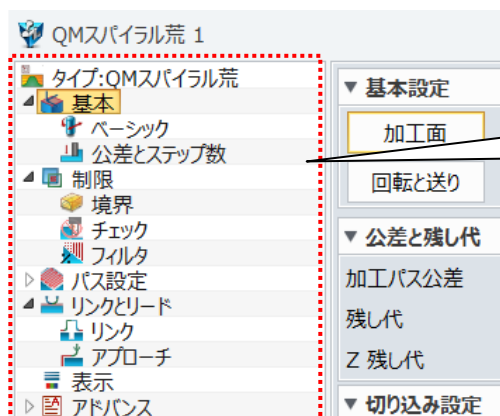 QMスパイラル荒 1
タイプ:QMスパイラル荒
基本
ベーシック
公差とステップ数
制限
境界
チェック
フィルタ
パス設定
リンクとリード
リンク
アプローチ
表示
アドバンス
基本設定
加工面
回転と送り
公差と残し代
加工パス公差
残し代
Z 残し代
切り込み設定